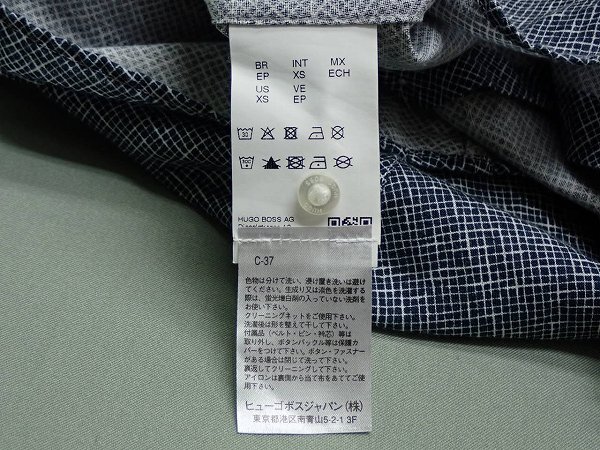 BR INT MX
EP XS ECH
US VE
XS EP
30
HUGO BOSS AG
C-37
色物は分けて洗い、浸け置き洗いは避け
てください。生成り又は淡色を洗濯する
際は、蛍光増白剤の入っていない洗剤を
お使い下さい。
クリーニングネットをご使用下さい。
洗濯後は形を整えて干して下さい。
付属品(ベルト・ピン・衿芯)等は
取り外し、ボタンバックル等は保護カ
バーをつけて下さい。ボタン・ファスナー
がある場合は閉じて洗って下さい。
裏返してクリーニングして下さい。
アイロンは裏側から当て布をあててご使
用下さい。
ヒューゴボスジャパン(株)
東京都港区南青山5-2-1 3F